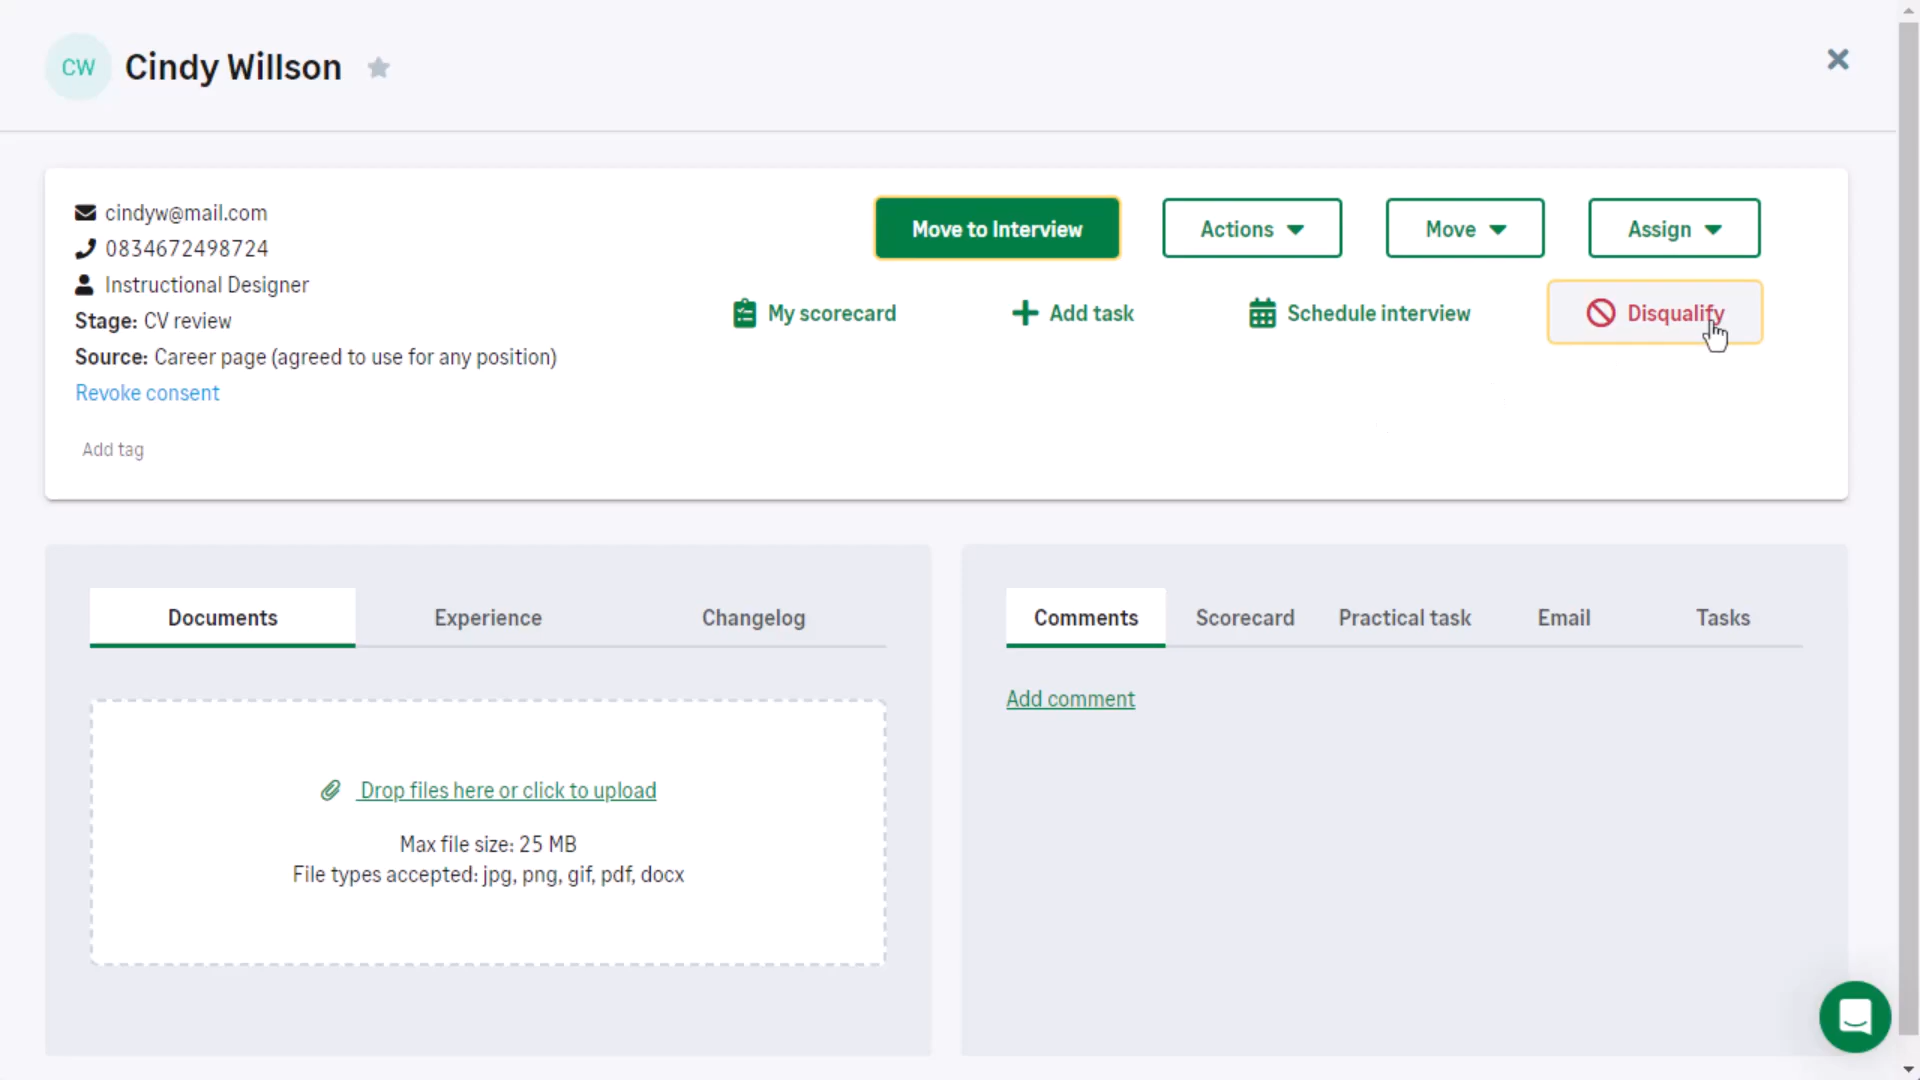 CW Cindy Willson
cindyw@mail.com
0834672498724
Instructional Designer
Stage: CV review
Source: Career page (agreed to use for any position)
Revoke consent
Add tag
Move to Interview Actions Move Assign
My scorecard Add task Schedule interview Disqualify
Documents Experience Changelog
Drop files here or click to upload
Max file size: 25 MB
File types accepted: jpg, png, gif, pdf, docx
Comments Scorecard Practical task Email Tasks
Add comment